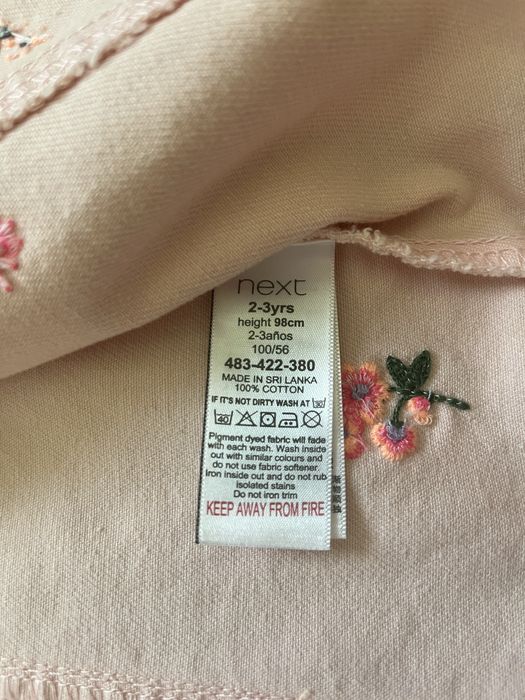 next
2-3yrs
height 98cm
2-3años
100/56
483-422-380
MADE IN SRI LANKA
100% COTTON
IF IT'S NOT DIRTY WASH AT 30
40
Pigment dyed fabric will fade
with each wash. Wash inside
out with similar colours and
do not use fabric softener.
Iron inside out and do not rub
isolated stains
Do not iron trim
KEEP AWAY FROM FIRE